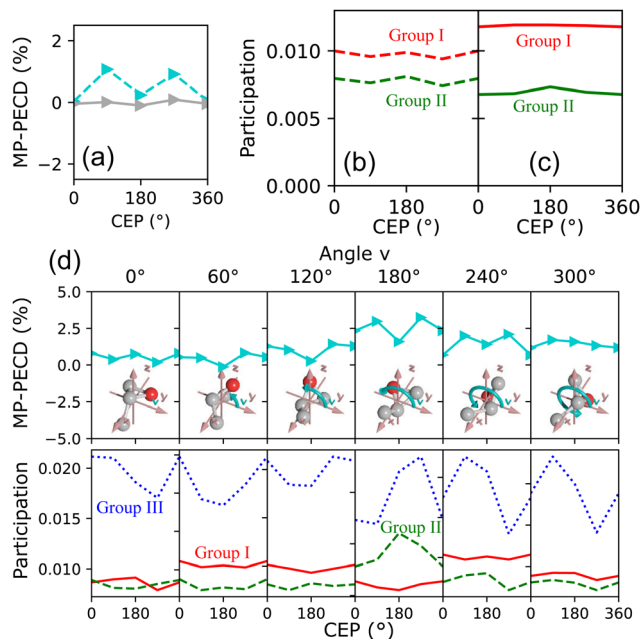 MP-PECD (%)
2
0
−2
(a)
0 180 360
CEP (°)
Participation
0.010
0.005
0.000
Group I
Group II
(b)
0 180
CEP (°)
Group I
Group II
(c)
0 180 360
CEP (°)
(d)
Angle v
0° 60° 120° 180° 240° 300°
MP-PECD (%)
5.0
2.5
0.0
−2.5
−5.0
z y x v
z y v
z y v
z y v
z y v x
z y v x
Participation
0.020
0.015
0.010
Group III
Group I
Group II
0 180 0 180 0 180 0 180 0 180 0 180 360
CEP (°)